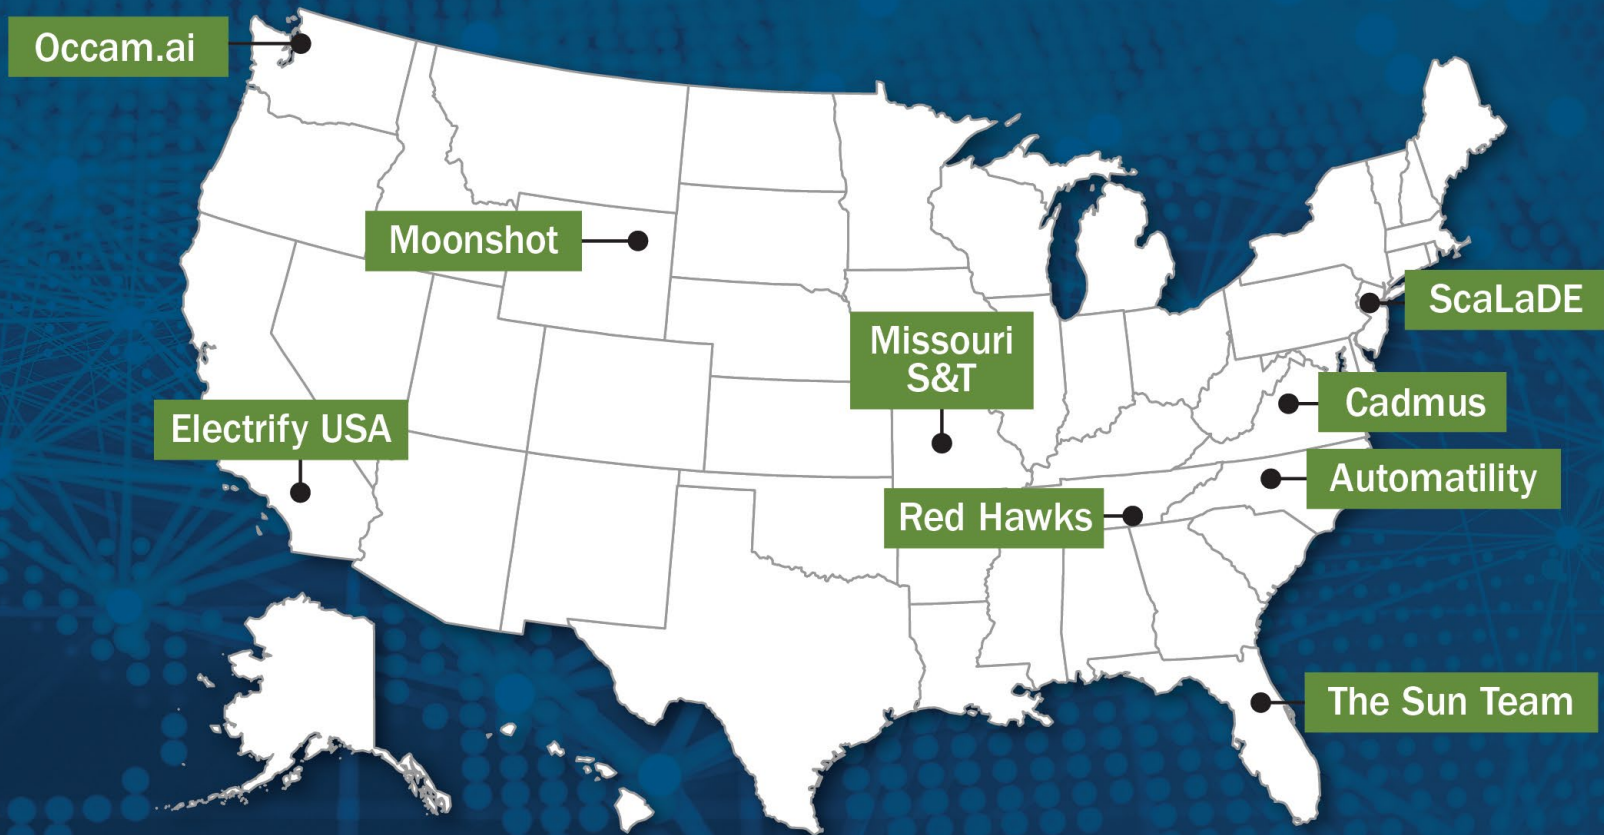 Occam.ai
Moonshot
ScaLaDE
Missouri
S&T
Cadmus
Electrify USA
Automatility
Red Hawks
The Sun Team